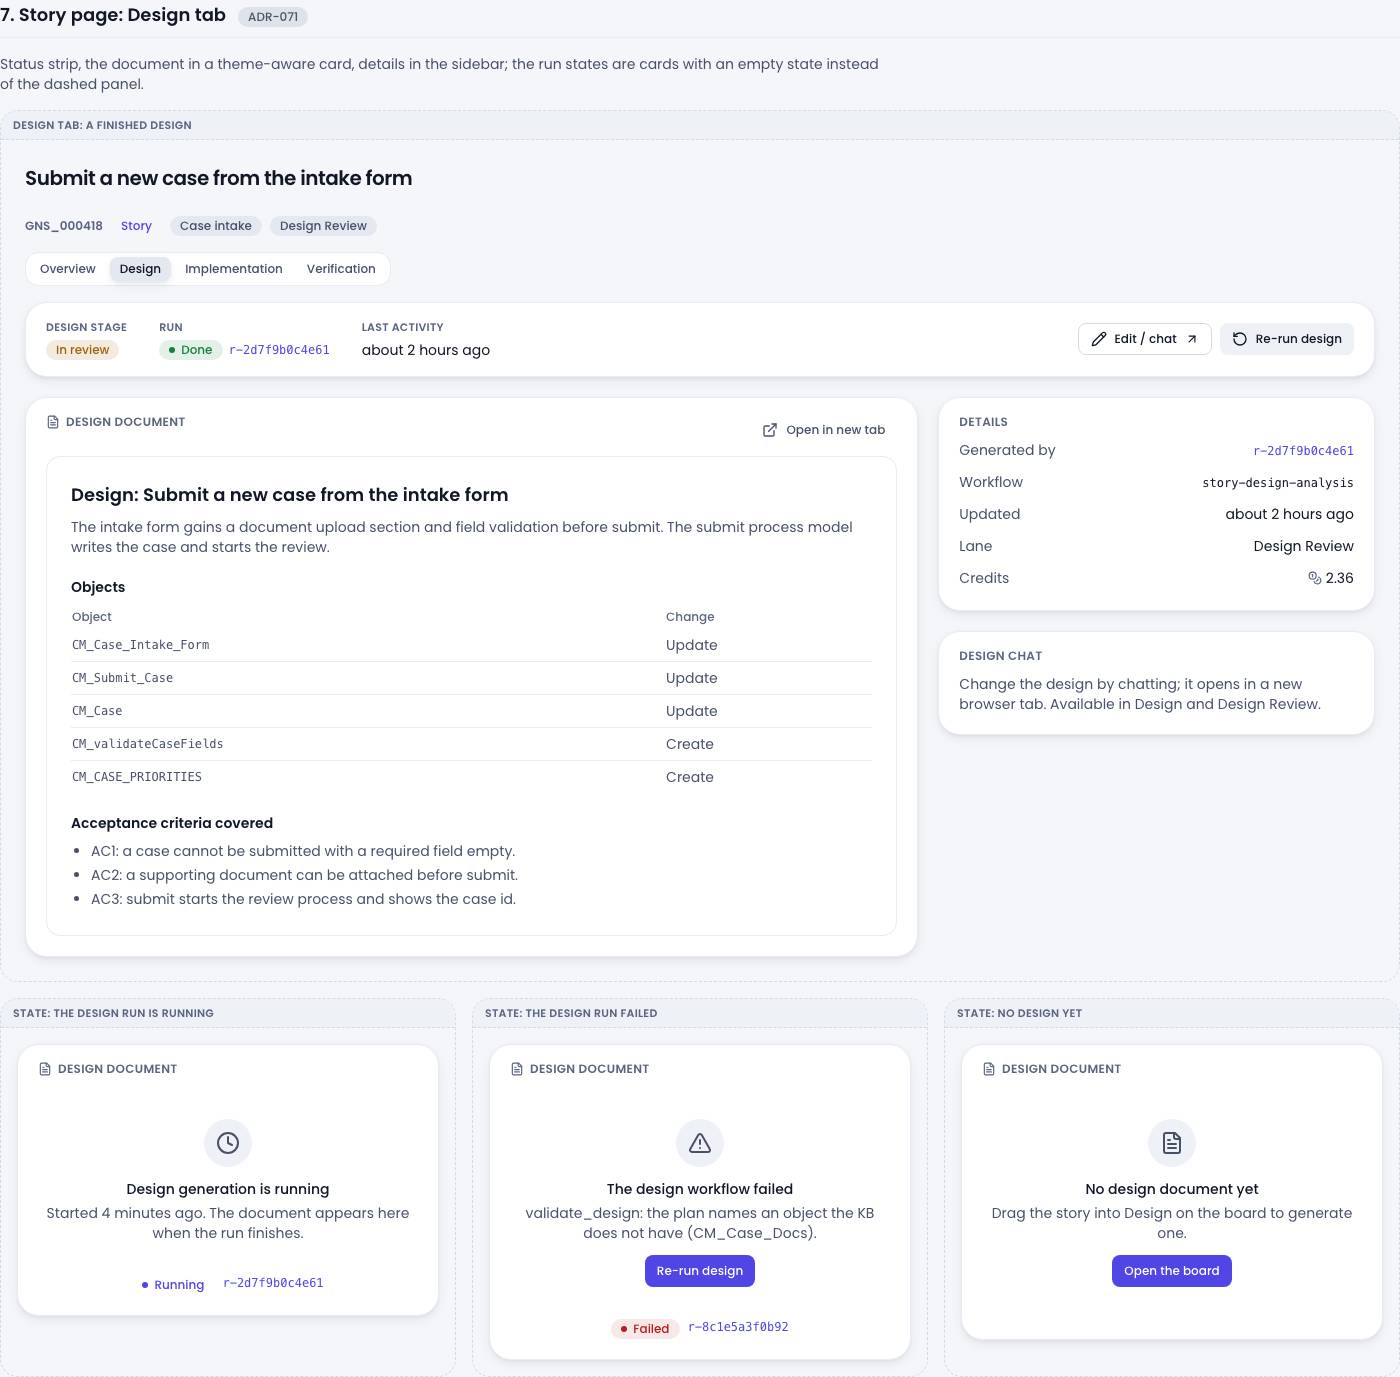 7. Story page: Design tab ADR-071
Status strip, the document in a theme-aware card, details in the sidebar; the run states are cards with an empty state instead
of the dashed panel.
DESIGN TAB: A FINISHED DESIGN
Submit a new case from the intake form
GNS_000418 Story Case intake Design Review
Overview Design Implementation Verification
DESIGN STAGE
In review
RUN
Done r-2d7f9b0c4e61
LAST ACTIVITY
about 2 hours ago
Edit / chat
Re-run design
DESIGN DOCUMENT
Open in new tab
Design: Submit a new case from the intake form
The intake form gains a document upload section and field validation before submit. The submit process model
writes the case and starts the review.
Objects
Object Change
CM_Case_Intake_Form Update
CM_Submit_Case Update
CM_Case Update
CM_validateCaseFields Create
CM_CASE_PRIORITIES Create
Acceptance criteria covered
• AC1: a case cannot be submitted with a required field empty.
• AC2: a supporting document can be attached before submit.
• AC3: submit starts the review process and shows the case id.
DETAILS
Generated by r-2d7f9b0c4e61
Workflow story-design-analysis
Updated about 2 hours ago
Lane Design Review
Credits 2.36
DESIGN CHAT
Change the design by chatting; it opens in a new
browser tab. Available in Design and Design Review.
STATE: THE DESIGN RUN IS RUNNING
DESIGN DOCUMENT
Design generation is running
Started 4 minutes ago. The document appears here
when the run finishes.
Running r-2d7f9b0c4e61
STATE: THE DESIGN RUN FAILED
DESIGN DOCUMENT
The design workflow failed
validate_design: the plan names an object the KB
does not have (CM_Case_Docs).
Re-run design
Failed r-8c1e5a3f0b92
STATE: NO DESIGN YET
DESIGN DOCUMENT
No design document yet
Drag the story into Design on the board to generate
one.
Open the board